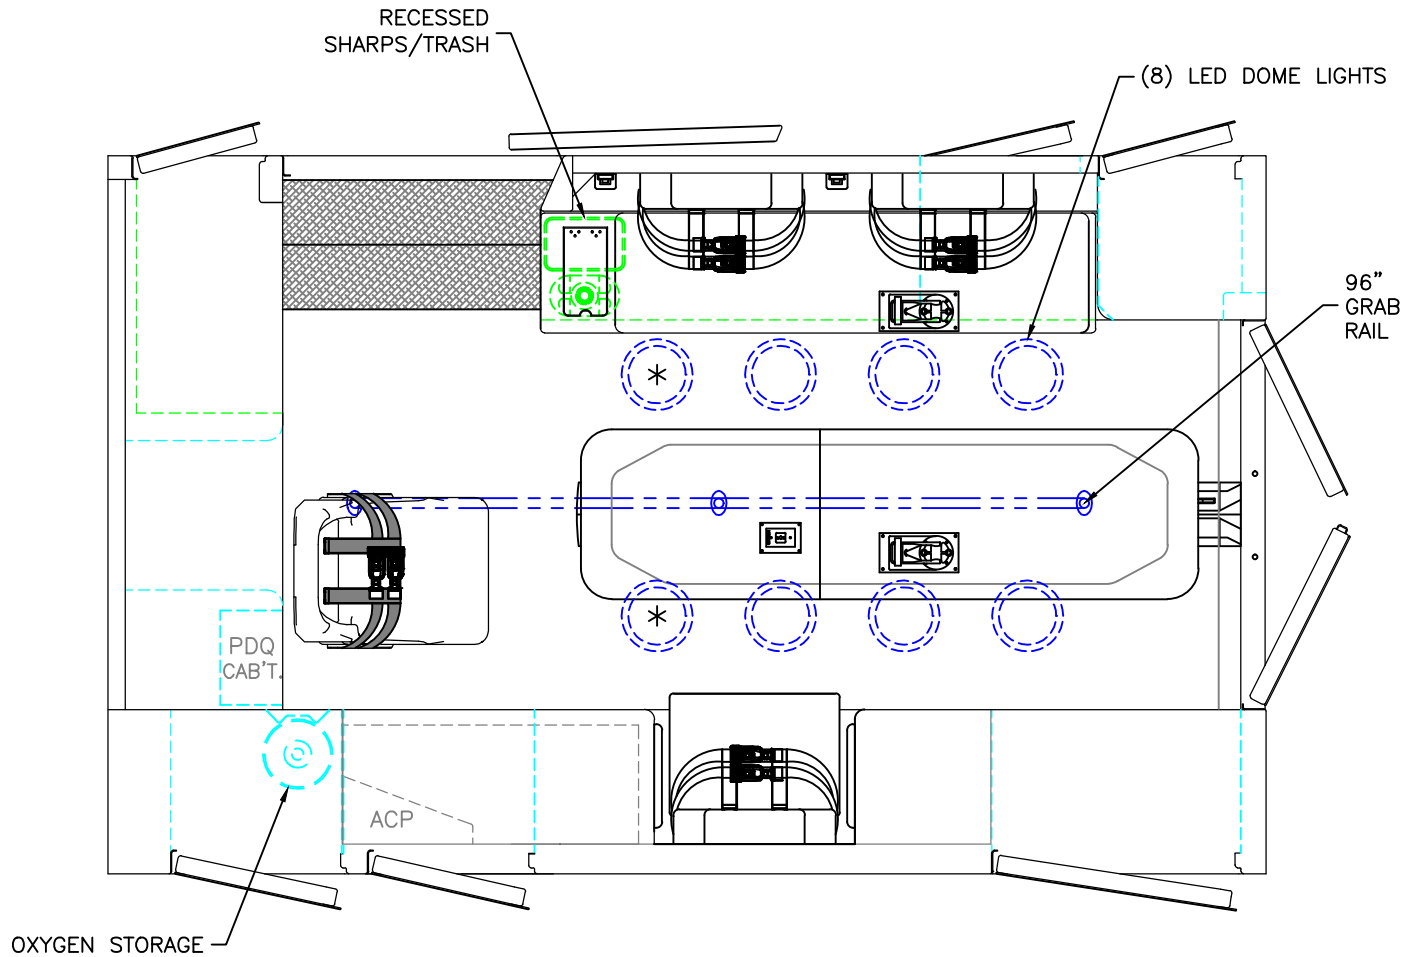 RECESSED
SHARPS/TRASH
(8) LED DOME LIGHTS
96”
GRAB
RAIL
PDQ
CAB'T.
ACP
OXYGEN STORAGE